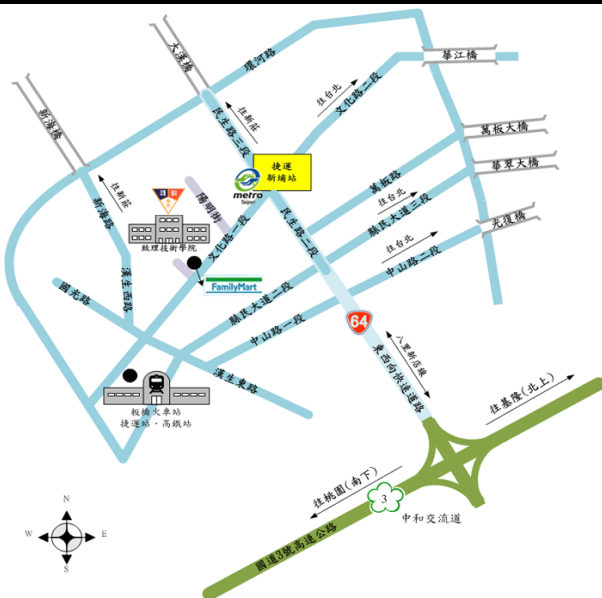 大漢橋
環河路
華江橋
往台北
文化路二段
新海橋
往新莊
民生路三段
萬板大橋
捷運
新埔站
metro
Taipei
萬板路
華翠大橋
往新莊
陽明街
往台北
縣民大道三段
光復橋
新海路
致理技術學院
文化路一段
民生路二段
往台北
中山路二段
漢生西路
FamilyMart
國光路
縣民大道二段
中山路一段
64
八里新店線
東西向快速道路
漢生東路
板橋火車站
捷運站・高鐵站
往基隆(北上)
往桃園(南下)
3
中和交流道
國道3號高速公路
N
W
E
S